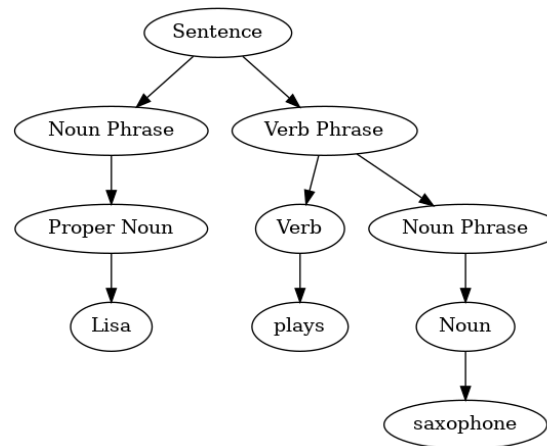 Sentence
Noun Phrase Verb Phrase
Proper Noun Verb Noun Phrase
Lisa plays Noun
saxophone